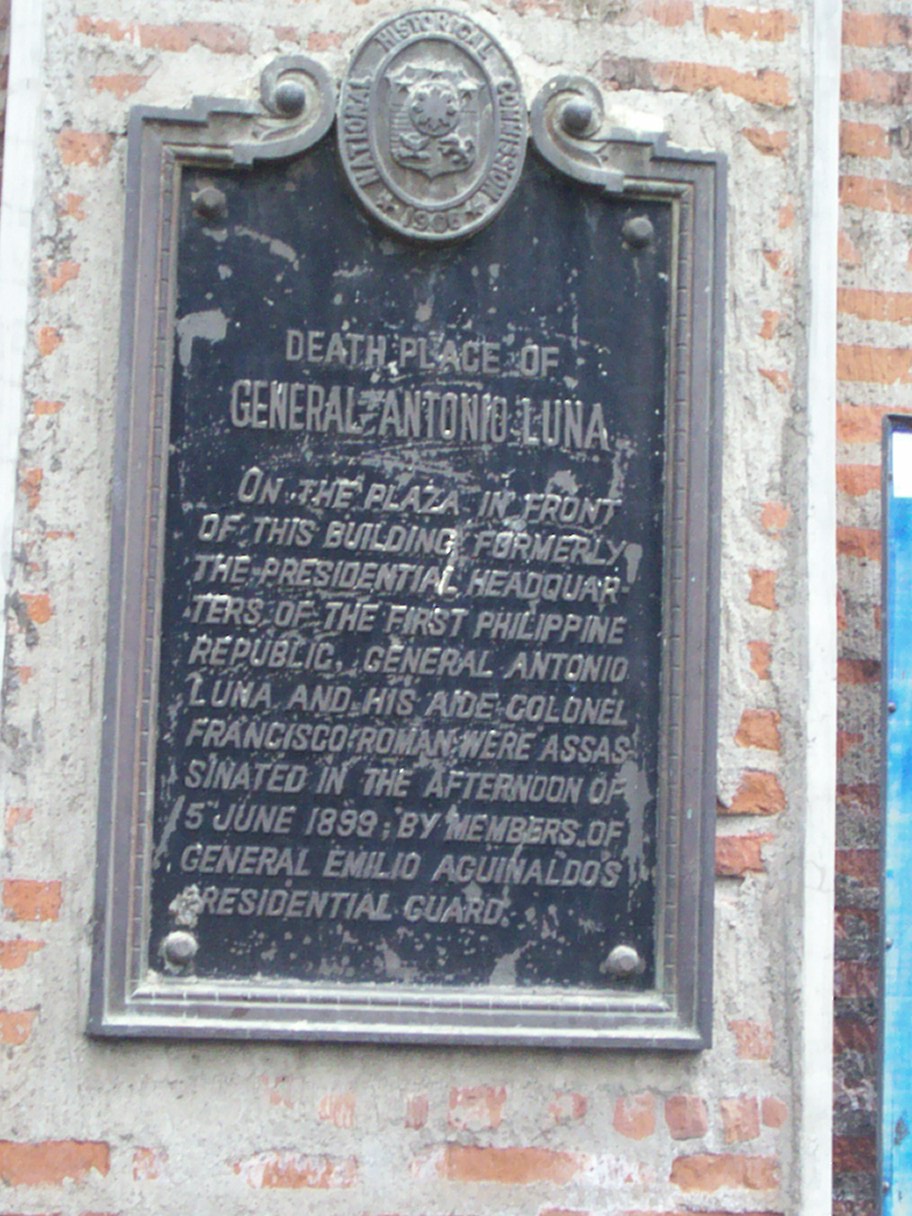 NATIONAL HISTORICAL COMMISSION
DEATH PLACE OF
GENERAL ANTONIO LUNA
ON THE PLAZA IN FRONT
OF THIS BUILDING, FORMERLY
THE PRESIDENTIAL HEADQUAR-
TERS OF THE FIRST PHILIPPINE
REPUBLIC, GENERAL ANTONIO
LUNA AND HIS AIDE COLONEL
FRANCISCO ROMAN WERE ASSAS-
SINATED IN THE AFTERNOON OF
5 JUNE 1899, BY MEMBERS OF
GENERAL EMILIO AGUINALDO'S
PRESIDENTIAL GUARD.